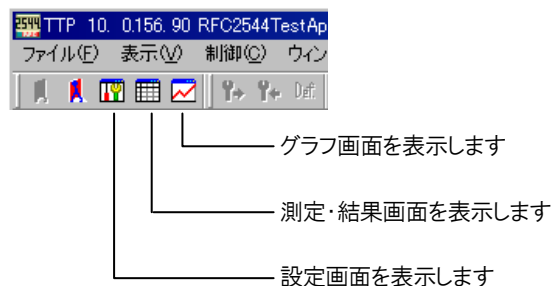 2544 TTP 10. 0.156. 90 RFC2544TestAp
ファイル(F) 表示(V) 制御(C) ウィン
Def.
グラフ画面を表示します
測定・結果画面を表示します
設定画面を表示します